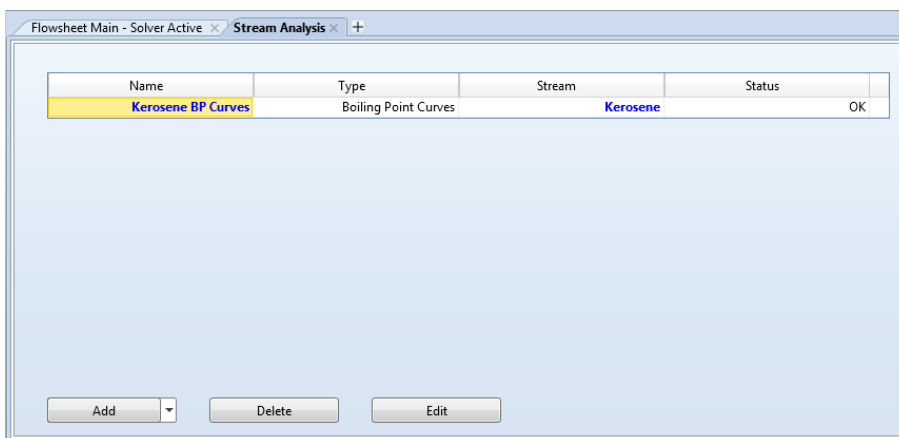 Flowsheet Main - Solver Active × Stream Analysis × +
Name Type Stream Status
Kerosene BP Curves Boiling Point Curves Kerosene OK
Add Delete Edit